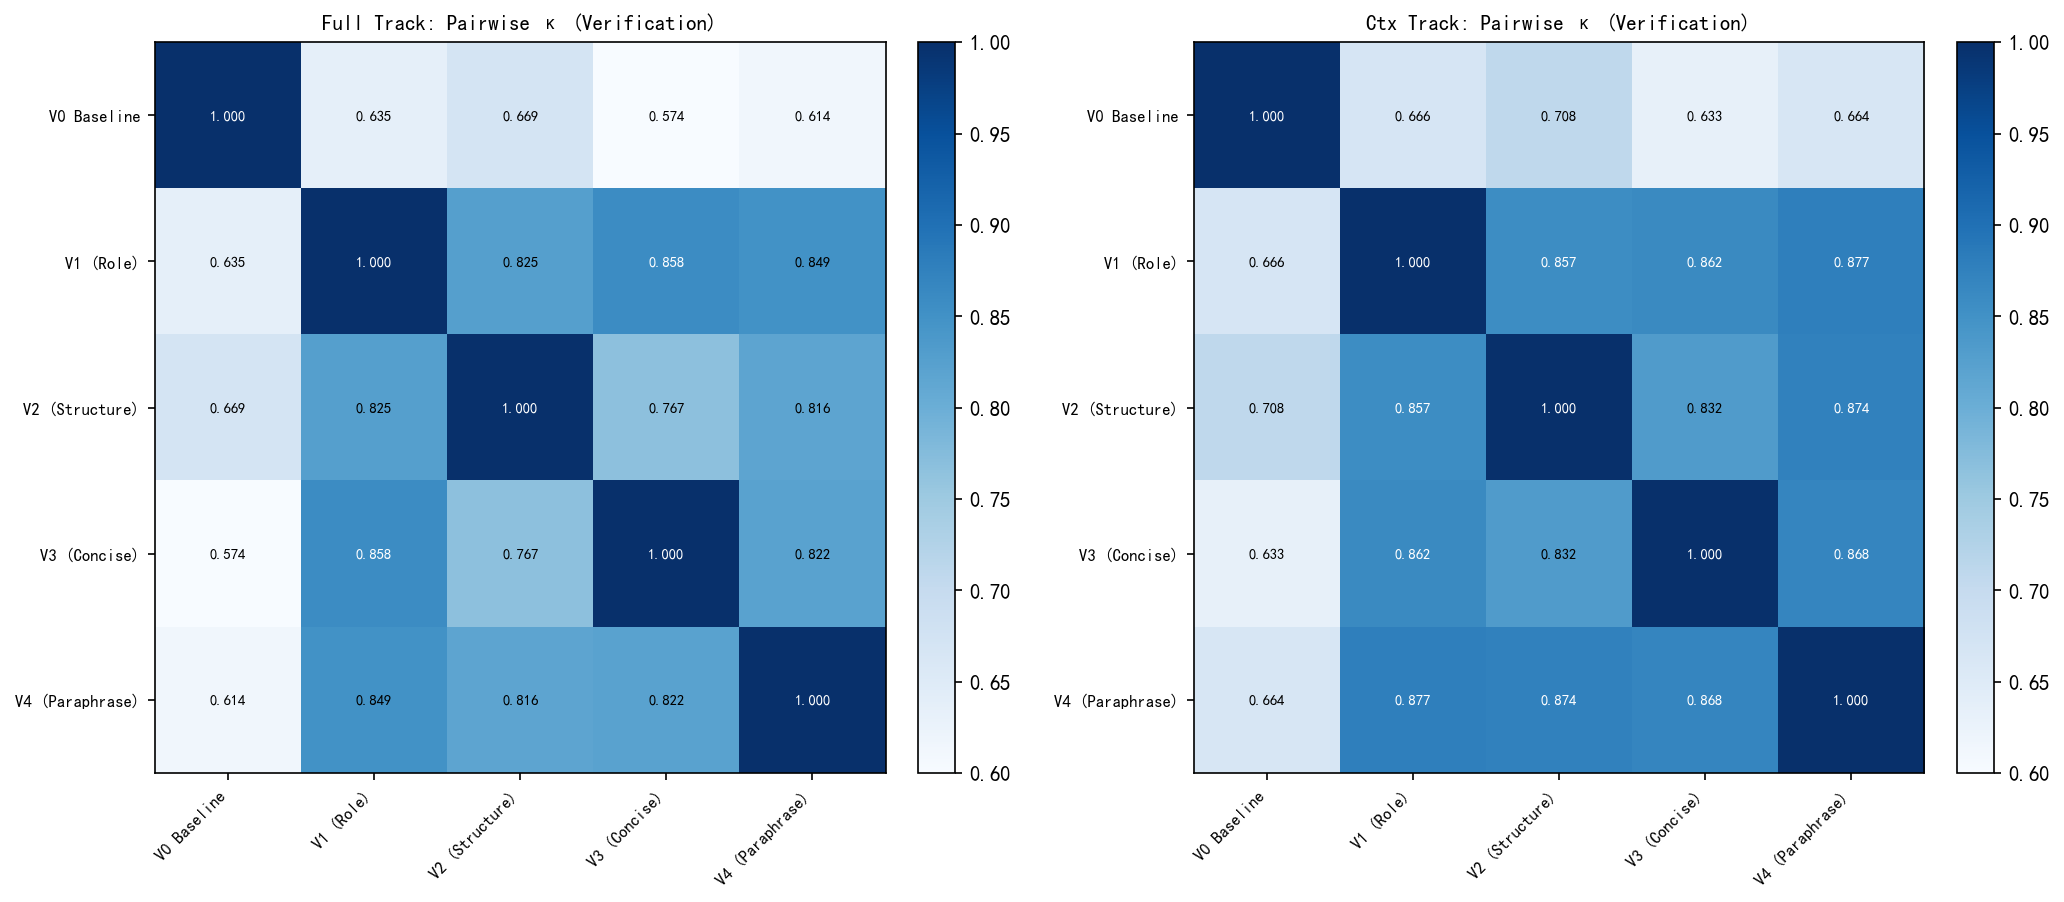 Full Track: Pairwise κ (Verification)
V0 Baseline 1.000 0.635 0.669 0.574 0.614
V1 (Role) 0.635 1.000 0.825 0.858 0.849
V2 (Structure) 0.669 0.825 1.000 0.767 0.816
V3 (Concise) 0.574 0.858 0.767 1.000 0.822
V4 (Paraphrase) 0.614 0.849 0.816 0.822 1.000
V0 Baseline V1 (Role) V2 (Structure) V3 (Concise) V4 (Paraphrase)
1.00
0.95
0.90
0.85
0.80
0.75
0.70
0.65
0.60
Ctx Track: Pairwise κ (Verification)
V0 Baseline 1.000 0.666 0.708 0.633 0.664
V1 (Role) 0.666 1.000 0.857 0.862 0.877
V2 (Structure) 0.708 0.857 1.000 0.832 0.874
V3 (Concise) 0.633 0.862 0.832 1.000 0.868
V4 (Paraphrase) 0.664 0.877 0.874 0.868 1.000
V0 Baseline V1 (Role) V2 (Structure) V3 (Concise) V4 (Paraphrase)
1.00
0.95
0.90
0.85
0.80
0.75
0.70
0.65
0.60